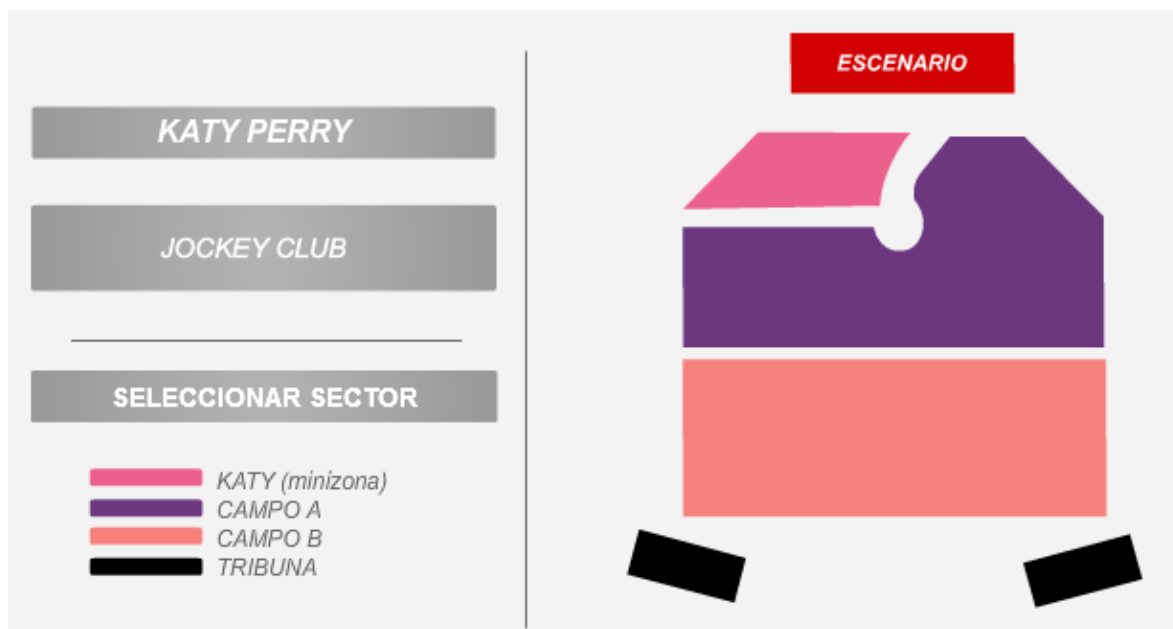 KATY PERRY
JOCKEY CLUB
SELECCIONAR SECTOR
KATY (minizona)
CAMPO A
CAMPO B
TRIBUNA
ESCENARIO